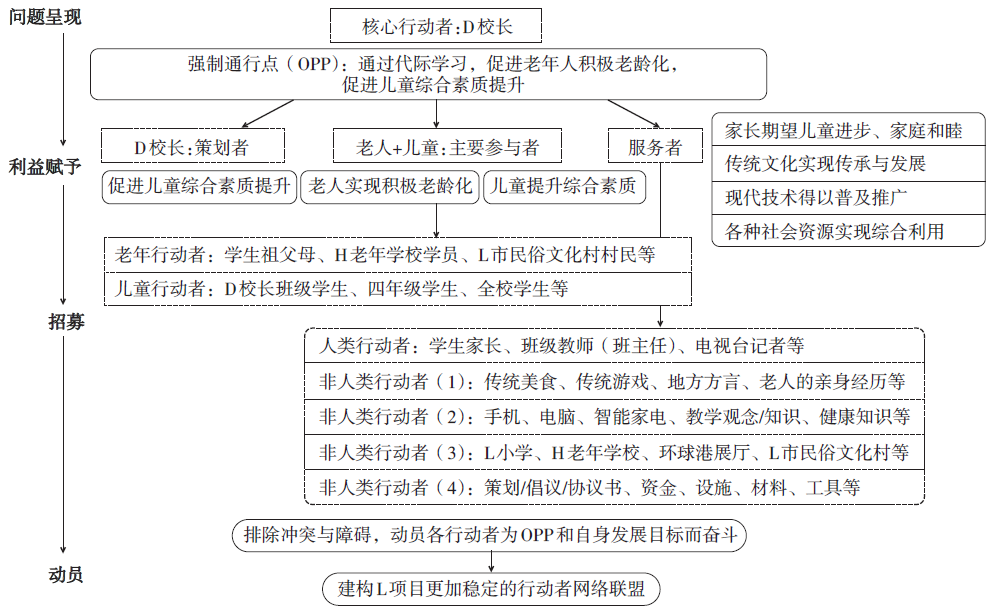 问题呈现
核心行动者:D校长
强制通行点（OPP）: 通过代际学习，促进老年人积极老龄化，
促进儿童综合素质提升
利益赋予
D校长:策划者
老人+儿童:主要参与者
服务者
促进儿童综合素质提升
老人实现积极老龄化
儿童提升综合素质
家长期望儿童进步、家庭和睦
传统文化实现传承与发展
现代技术得以普及推广
各种社会资源实现综合利用
老年行动者：学生祖父母、H老年学校学员、L市民俗文化村村民等
儿童行动者：D校长班级学生、四年级学生、全校学生等
招募
人类行动者：学生家长、班级教师（班主任）、电视台记者等
非人类行动者（1）：传统美食、传统游戏、地方方言、老人的亲身经历等
非人类行动者（2）：手机、电脑、智能家电、教学观念/知识、健康知识等
非人类行动者（3）：L小学、H老年学校、环球港展厅、L市民俗文化村等
非人类行动者（4）：策划/倡议/协议书、资金、设施、材料、工具等
排除冲突与障碍，动员各行动者为OPP和自身发展目标而奋斗
动员
建构L项目更加稳定的行动者网络联盟